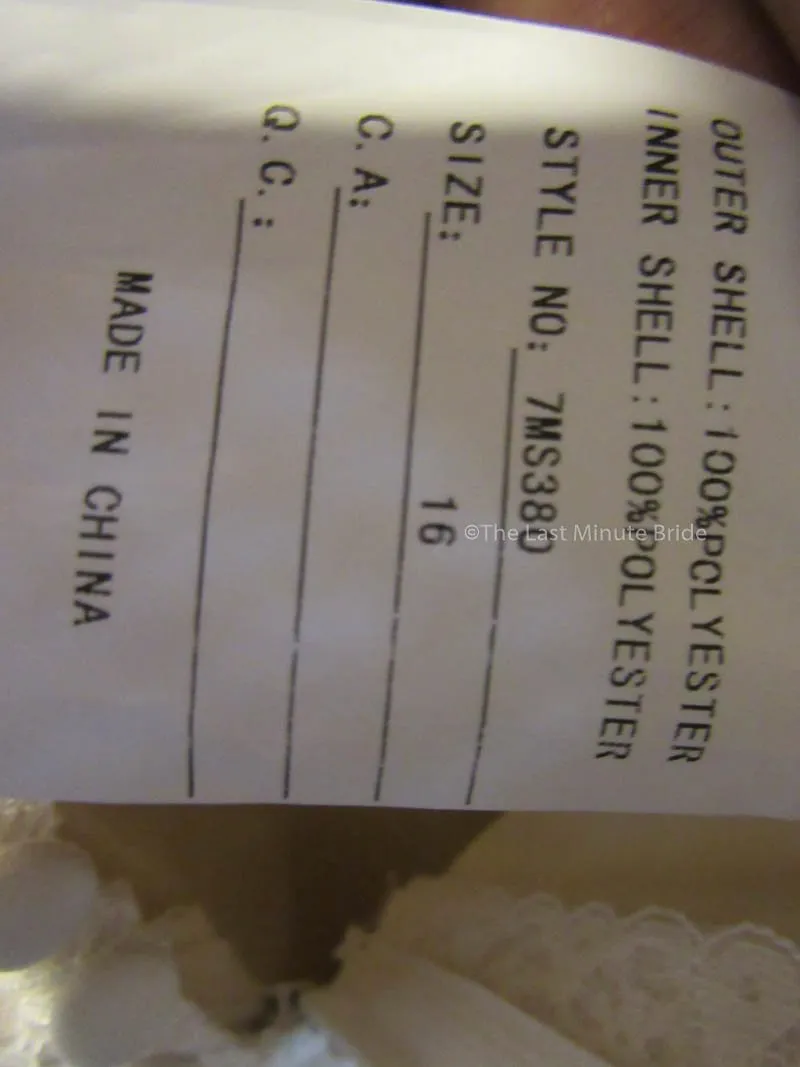 OUTER SHELL:100%POLYESTER
INNER SHELL:100%POLYESTER
STYLE NO: 7MS380
SIZE: 16
C.A:
Q.C.:
MADE IN CHINA
©The Last Minute Bride